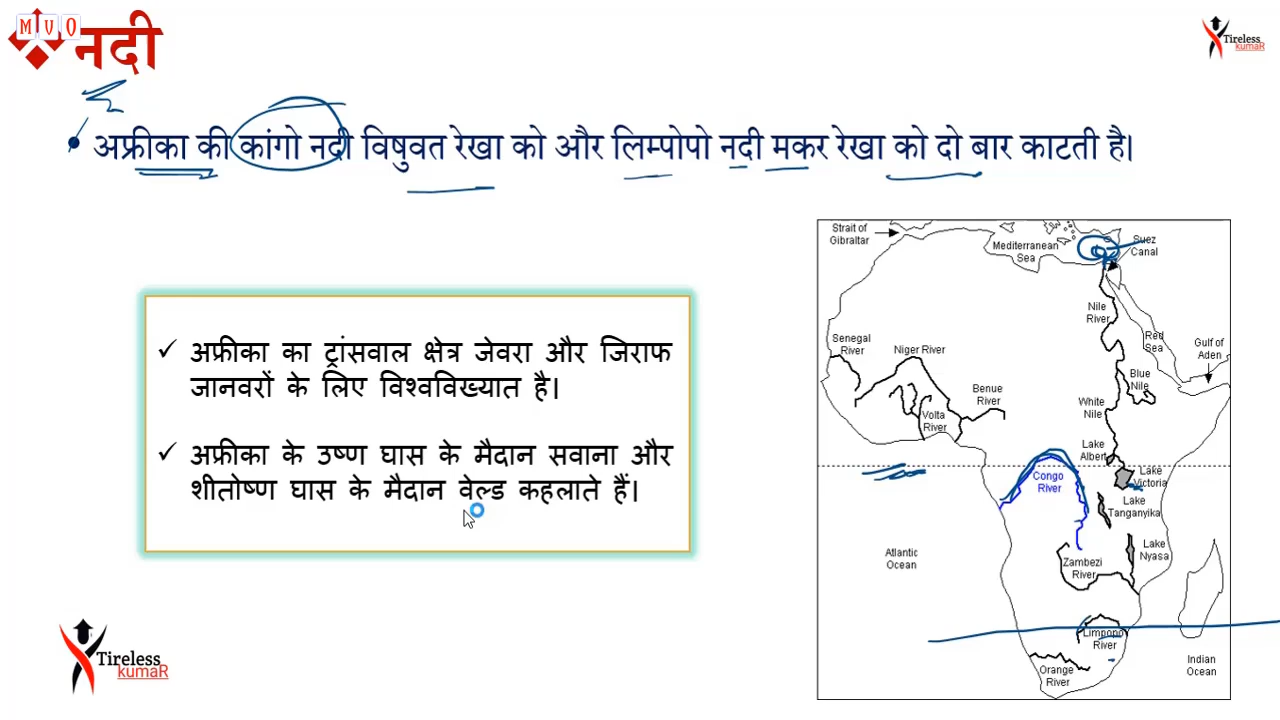 MVO
नदी
Tireless
kumaR
अफ्रीका की कांगो नदी विषुवत रेखा को और लिम्पोपो नदी मकर रेखा को दो बार काटती है।
अफ्रीका का ट्रांसवाल क्षेत्र जेवरा और जिराफ
जानवरों के लिए विश्वविख्यात है।
अफ्रीका के उष्ण घास के मैदान सवाना और
शीतोष्ण घास के मैदान वेल्ड कहलाते हैं।
Strait of
Gibraltar
Mediterranean
Sea
Suez
Canal
Nile
River
Red
Sea
Gulf of
Aden
Senegal
River
Niger River
Blue
Nile
Benue
River
White
Nile
Volta
River
Lake
Albert
Lake
Victoria
Congo
River
Lake
Tanganyika
Atlantic
Ocean
Lake
Nyasa
Zambezi
River
Limpopo
River
Orange
River
Indian
Ocean
Tireless
kumaR